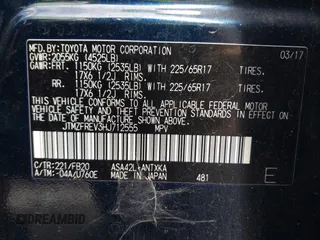 MFD. BY: TOYOTA MOTOR CORPORATION 03/17
GVWR: 2055KG (4525LB)
GAWR: FRT. 1150KG (2535LB) WITH 225/65R17 TIRES,
17X6 1/2J RIMS.
RR. 1150KG (2535LB) WITH 225/65R17 TIRES,
17X6 1/2J RIMS.
THIS VEHICLE CONFORMS TO ALL APPLICABLE
FEDERAL MOTOR VEHICLE SAFETY STANDARDS IN
EFFECT ON THE DATE OF MANUFACTURE SHOWN ABOVE.
JTMZFREV3HJ712555 MPV
C/TR: 221/FB20 ASA42L-ANTXKA
A/TM: -04A/U760E MADE IN JAPAN 481 E
DREAMBID